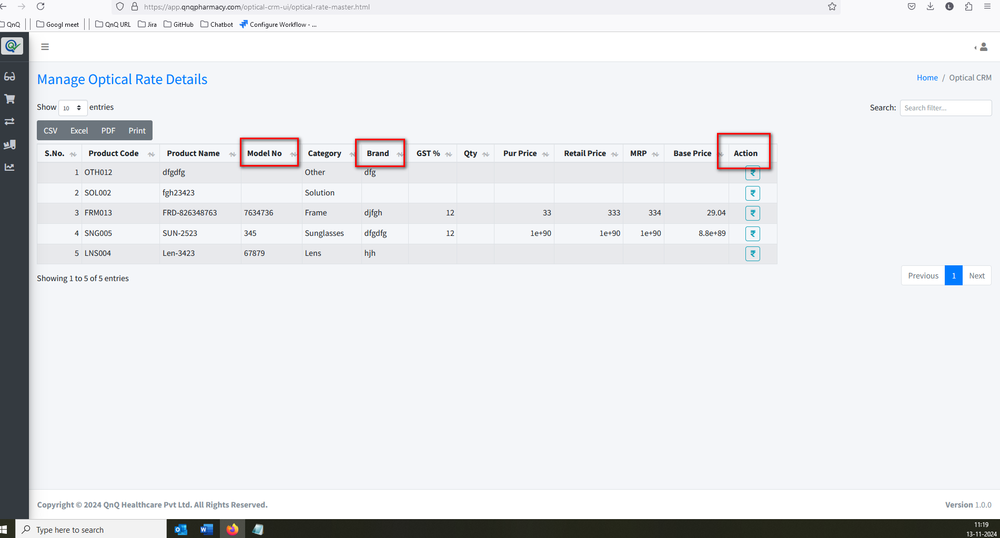 https://app.qnqpharmacy.com/optical-crm-ui/optical-rate-master.html
L
QnQ Googl meet QnQ URL Jira GitHub Chatbot Configure Workflow - ...
Manage Optical Rate Details
Home / Optical CRM
Show 10 entries
Search: Search filter...
CSV Excel PDF Print
S.No. Product Code Product Name Model No Category Brand GST % Qty Pur Price Retail Price MRP Base Price Action
1 OTH012 dfgdfg Other dfg ₹
2 SOL002 fgh23423 Solution ₹
3 FRM013 FRD-826348763 7634736 Frame djfgh 12 33 333 334 29.04 ₹
4 SNG005 SUN-2523 345 Sunglasses dfgdfg 12 1e+90 1e+90 1e+90 8.8e+89 ₹
5 LNS004 Len-3423 67879 Lens hjh ₹
Showing 1 to 5 of 5 entries
Previous 1 Next
Copyright © 2024 QnQ Healthcare Pvt Ltd. All Rights Reserved.
Version 1.0.0
Type here to search
11:19
13-11-2024